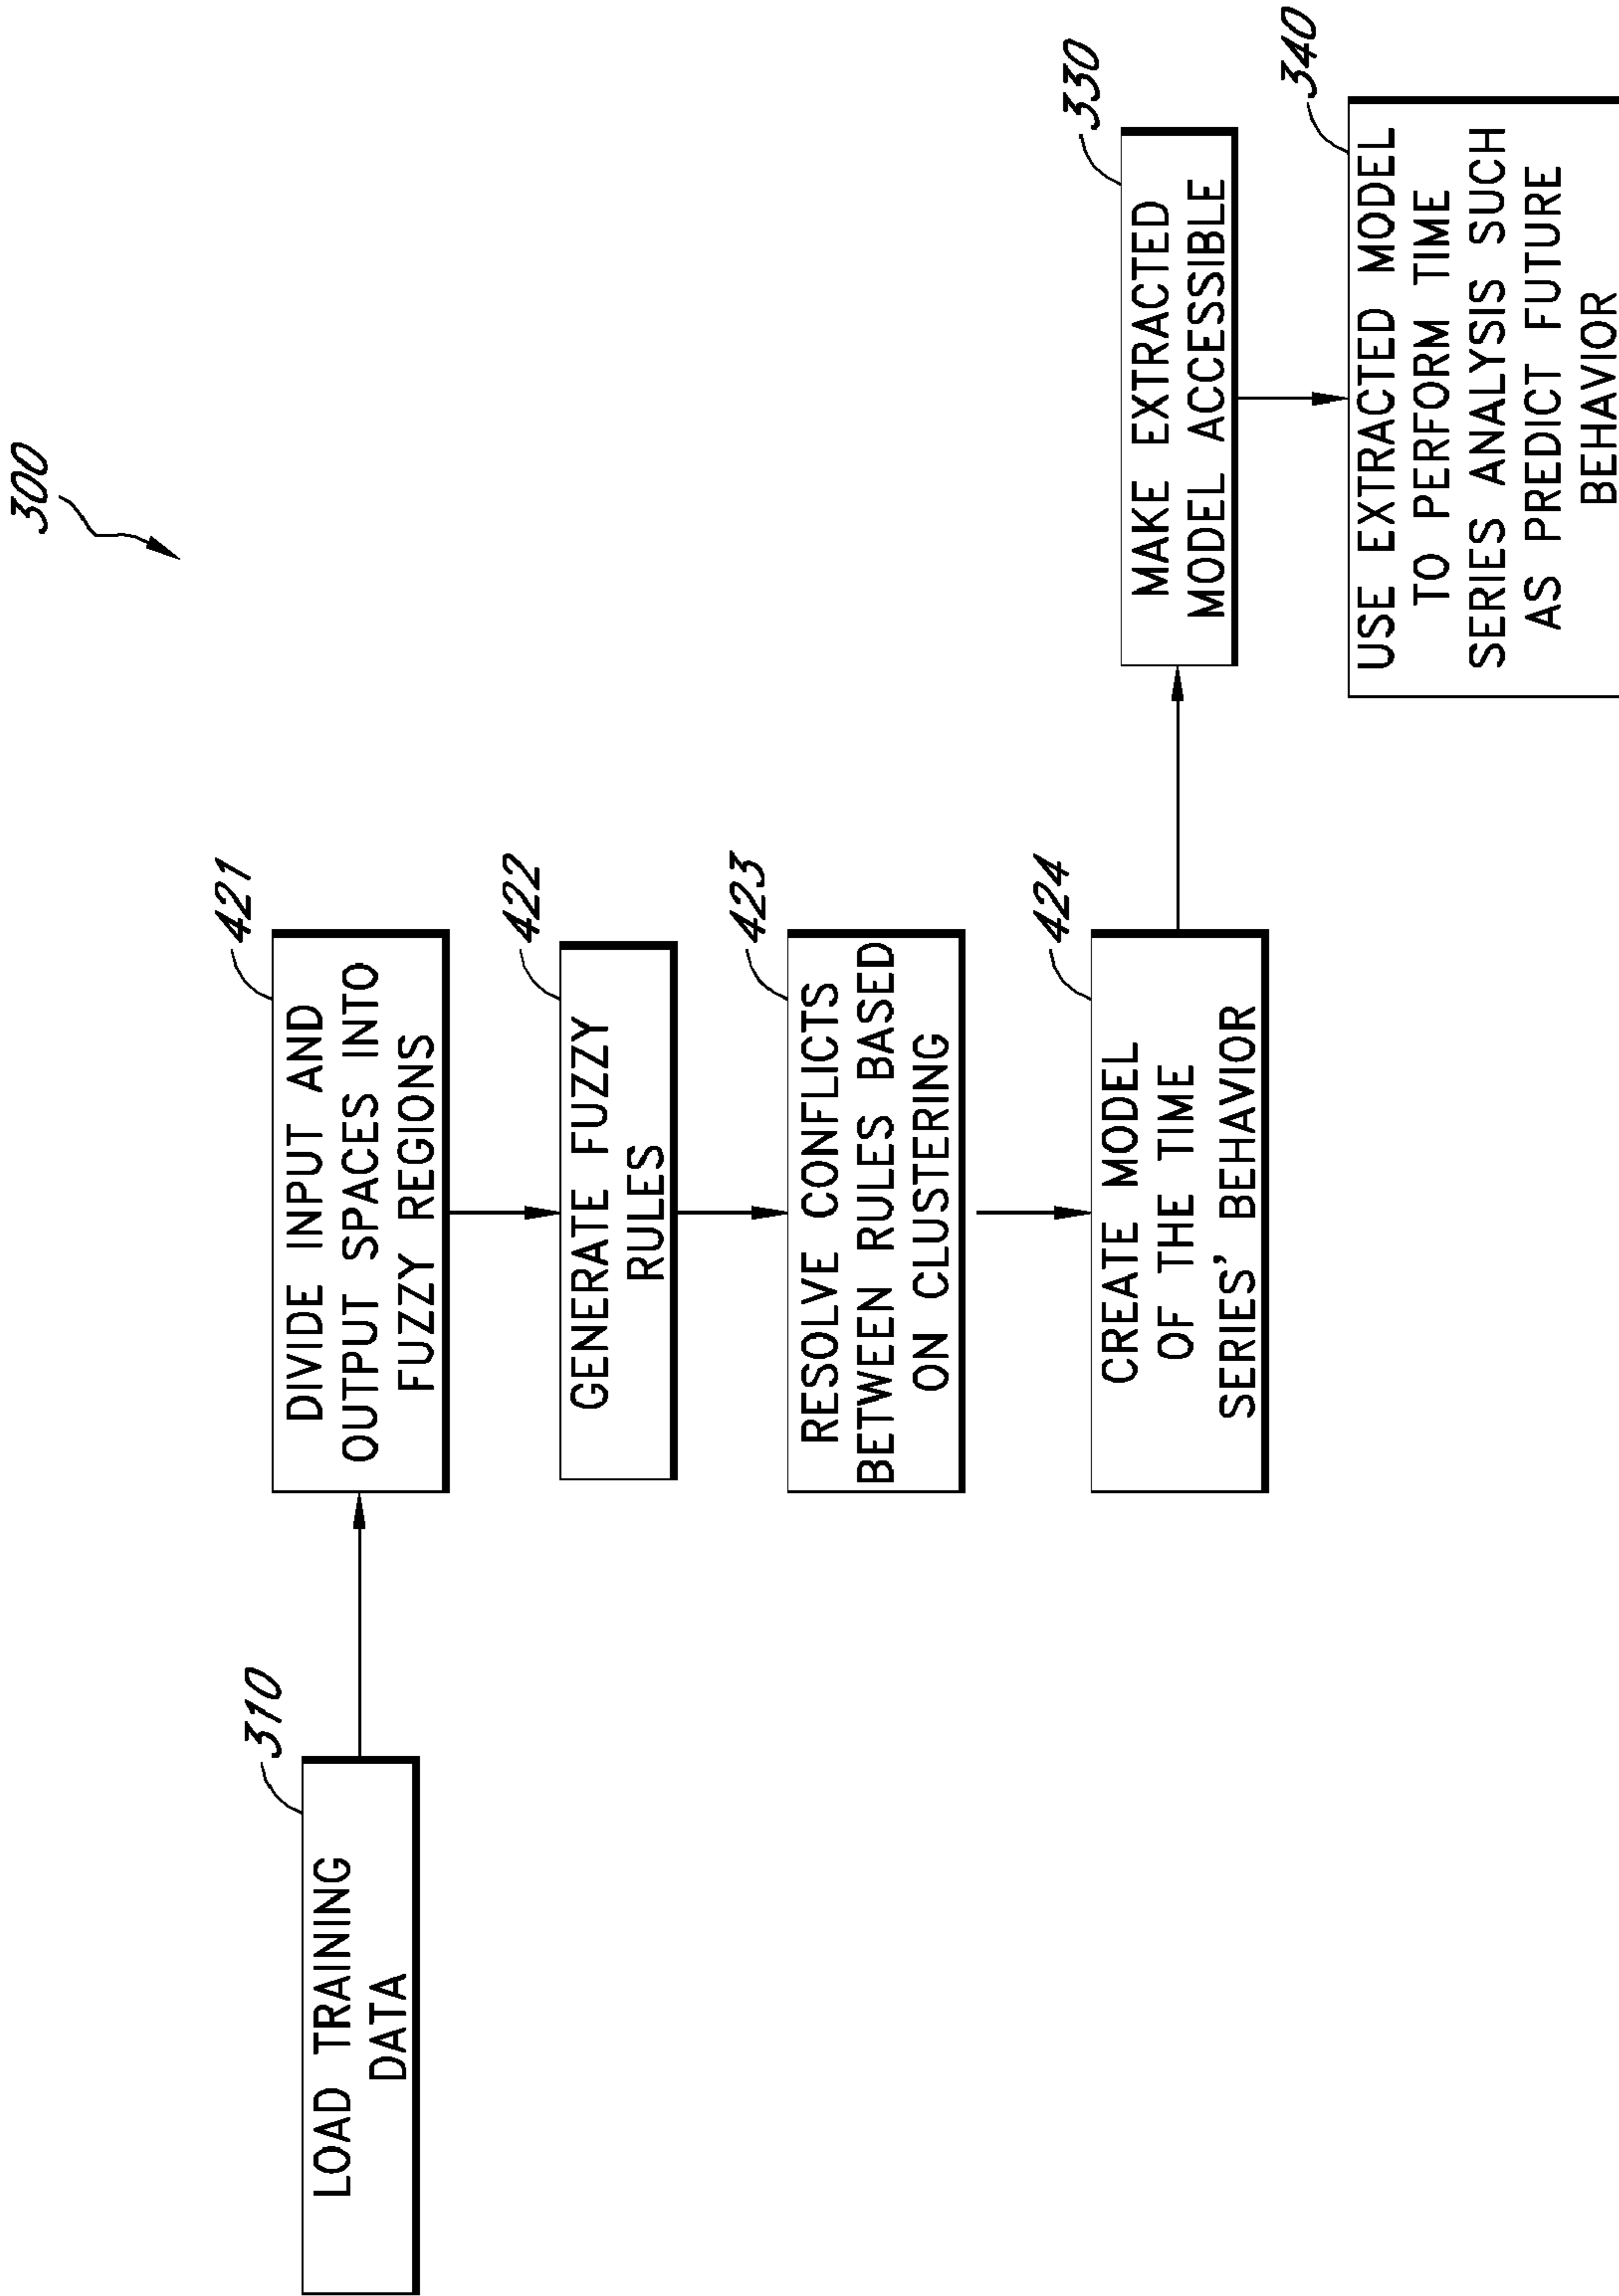 300
310
LOAD TRAINING
DATA
421
DIVIDE INPUT AND
OUTPUT SPACES INTO
FUZZY REGIONS
422
GENERATE FUZZY
RULES
423
RESOLVE CONFLICTS
BETWEEN RULES BASED
ON CLUSTERING
424
CREATE MODEL
OF THE TIME
SERIES' BEHAVIOR
330
MAKE EXTRACTED
MODEL ACCESSIBLE
340
USE EXTRACTED MODEL
TO PERFORM TIME
SERIES ANALYSIS SUCH
AS PREDICT FUTURE
BEHAVIOR